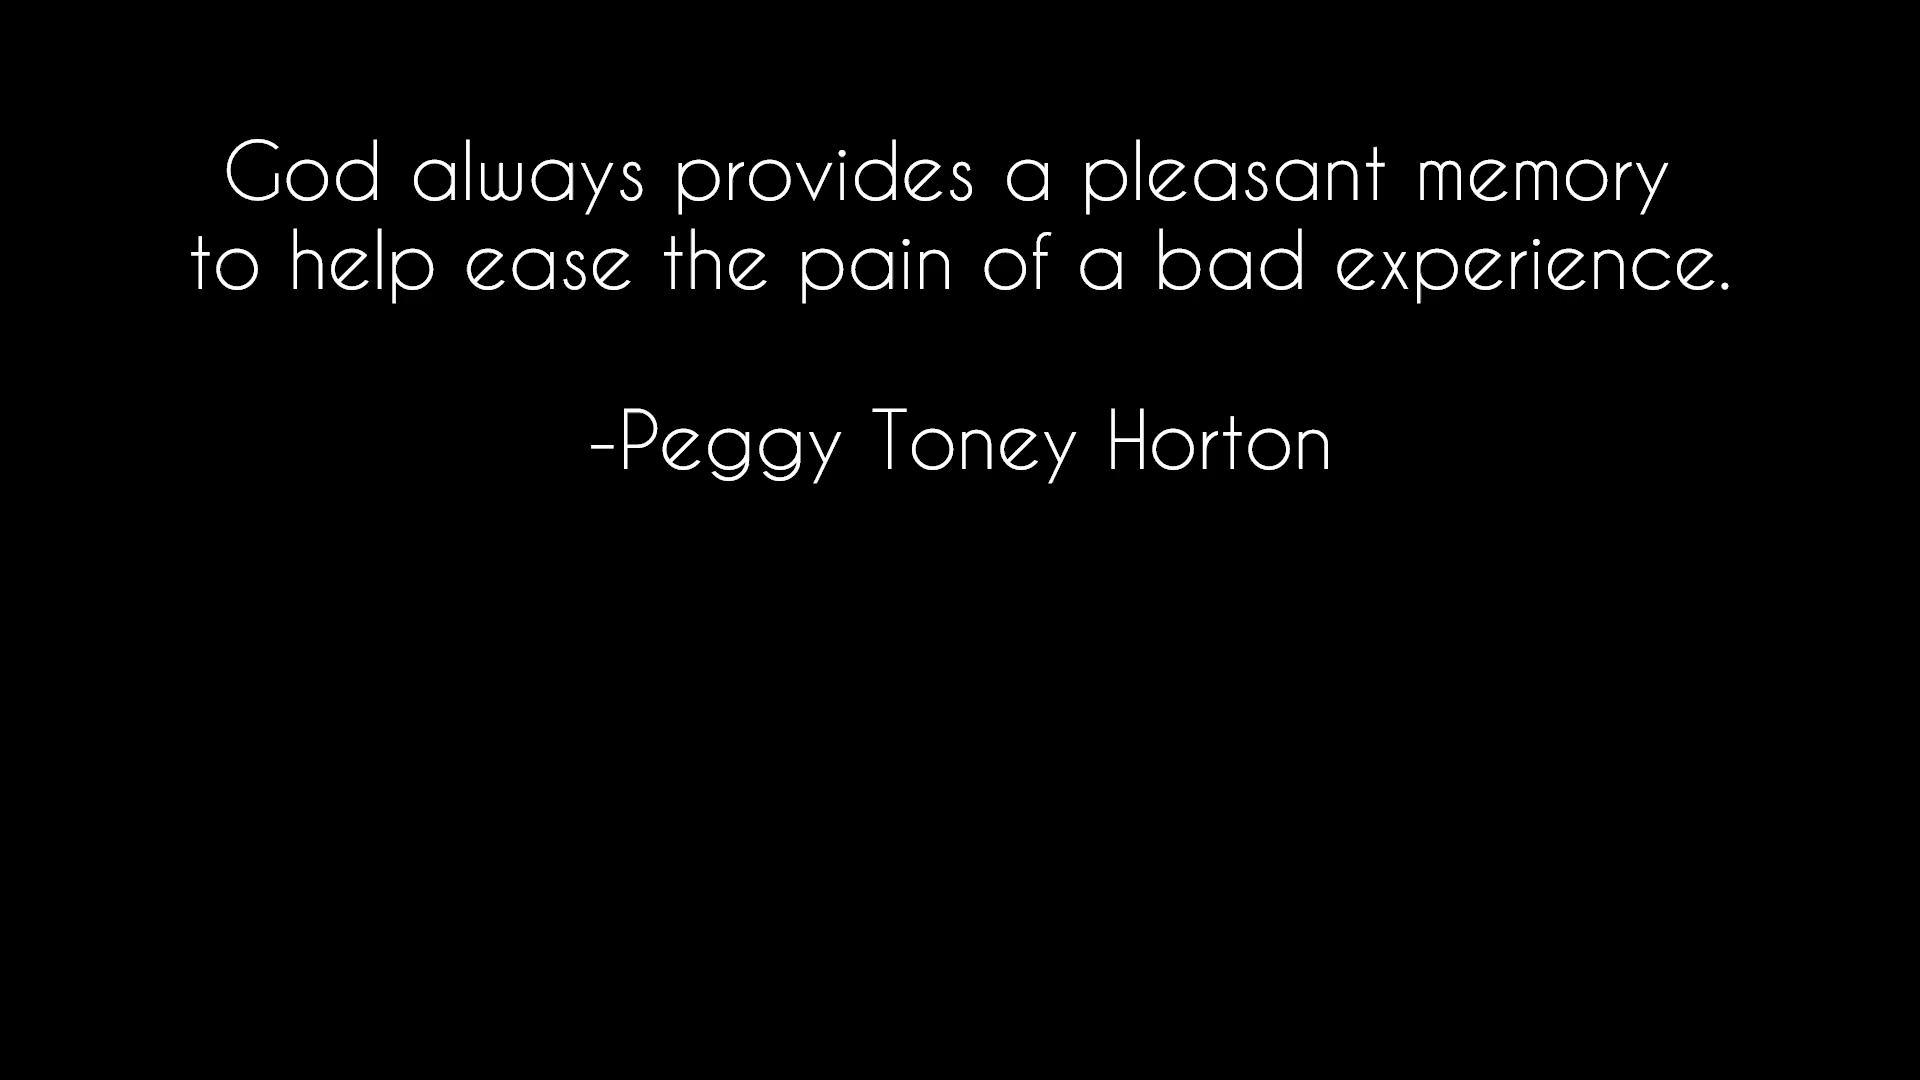 God always provides a pleasant memory
to help ease the pain of a bad experience.
-Peggy Toney Horton